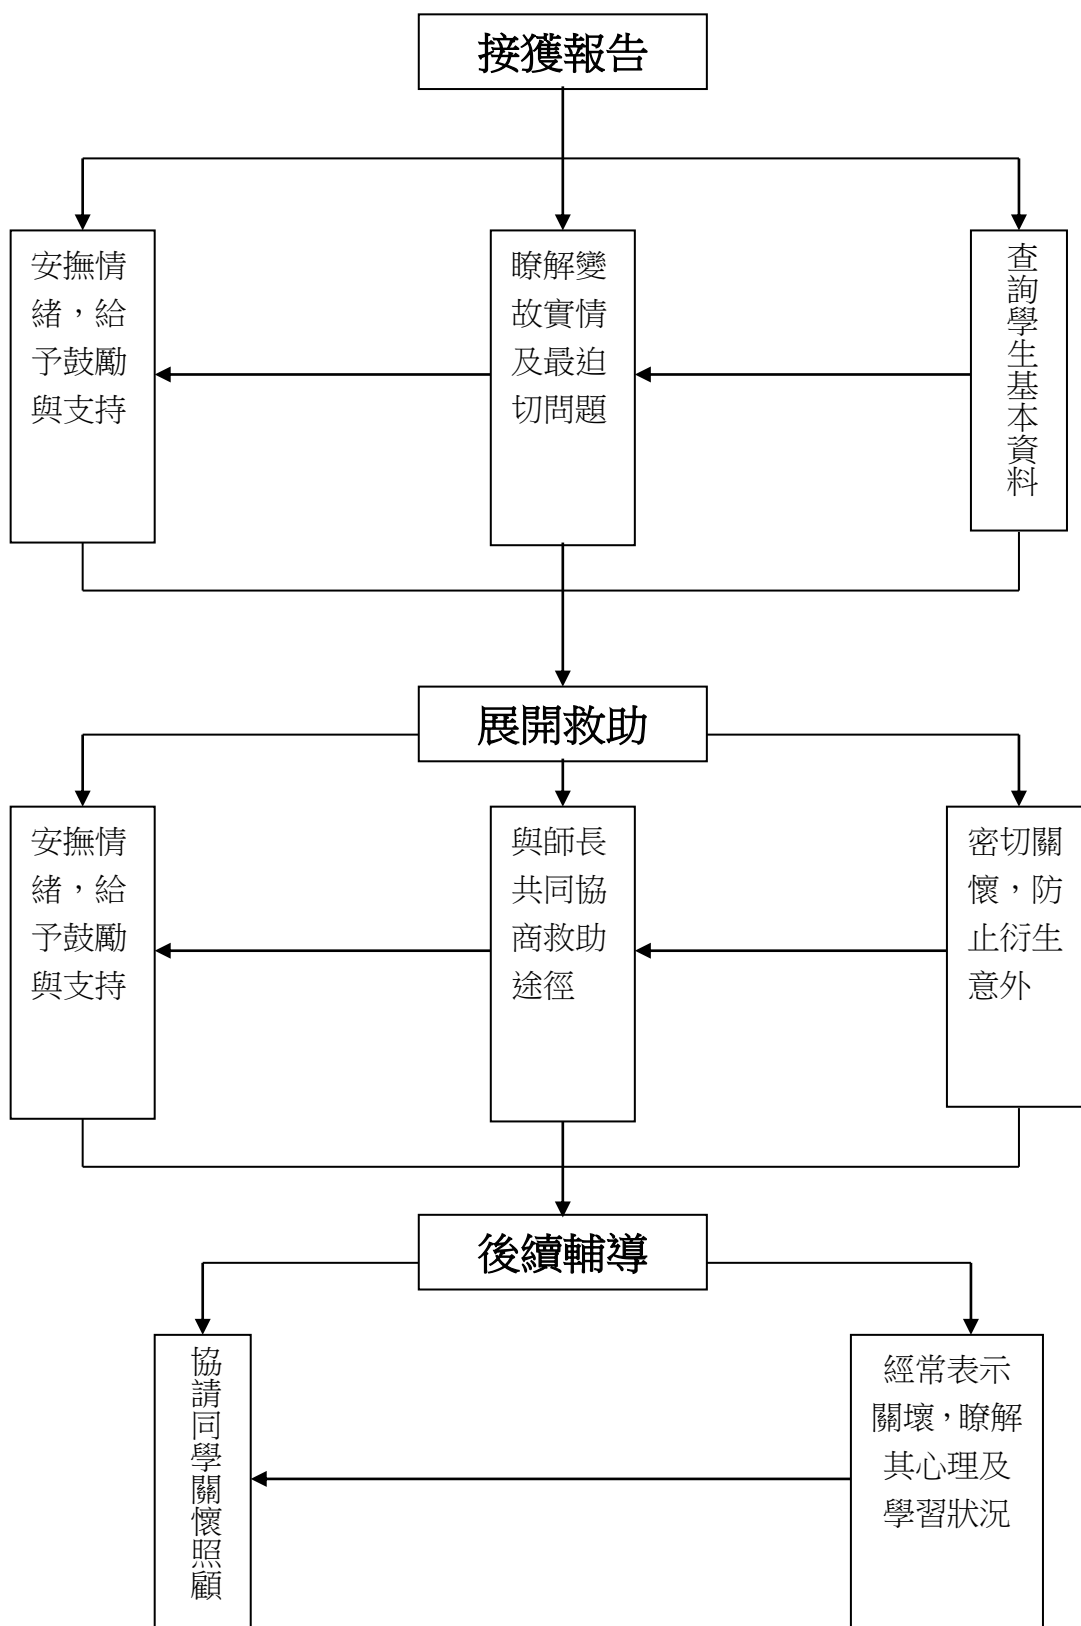 接獲報告
安撫情
緒，給
予鼓勵
與支持
瞭解變
故實情
及最迫
切問題
查詢學生基本資料
展開救助
安撫情
緒，給
予鼓勵
與支持
與師長
共同協
商救助
途徑
密切關
懷，防
止衍生
意外
後續輔導
協請同學關懷照顧
經常表示
關壞，瞭解
其心理及
學習狀況